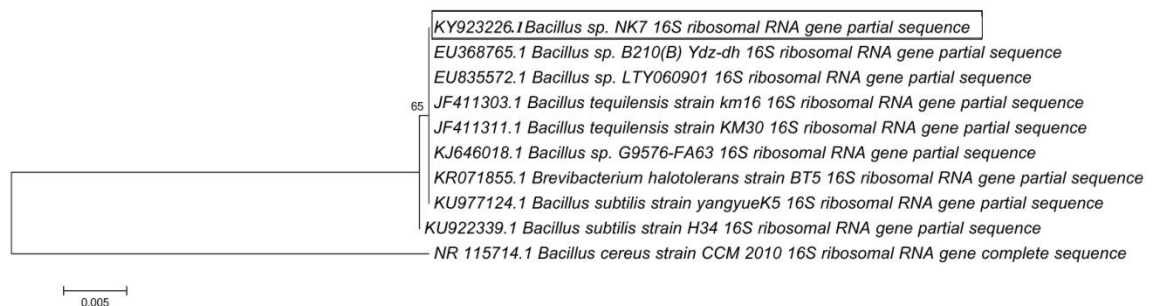 KY923226.1Bacillus sp. NK7 16S ribosomal RNA gene partial sequence
EU368765.1 Bacillus sp. B210(B) Ydz-dh 16S ribosomal RNA gene partial sequence
EU835572.1 Bacillus sp. LTY060901 16S ribosomal RNA gene partial sequence
65
JF411303.1 Bacillus tequilensis strain km16 16S ribosomal RNA gene partial sequence
JF411311.1 Bacillus tequilensis strain KM30 16S ribosomal RNA gene partial sequence
KJ646018.1 Bacillus sp. G9576-FA63 16S ribosomal RNA gene partial sequence
KR071855.1 Brevibacterium halotolerans strain BT5 16S ribosomal RNA gene partial sequence
KU977124.1 Bacillus subtilis strain yangyueK5 16S ribosomal RNA gene partial sequence
KU922339.1 Bacillus subtilis strain H34 16S ribosomal RNA gene partial sequence
NR 115714.1 Bacillus cereus strain CCM 2010 16S ribosomal RNA gene complete sequence
0.005